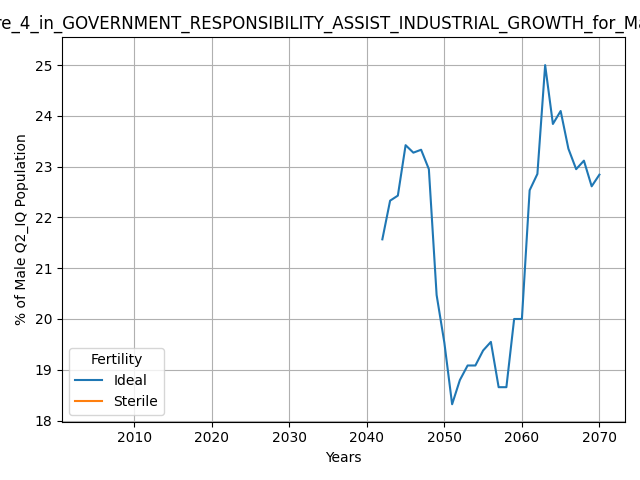 re_4_in_GOVERNMENT_RESPONSIBILITY_ASSIST_INDUSTRIAL_GROWTH_for_Ma
% of Male Q2_IQ Population
25
24
23
22
21
20
19
18
Fertility
Ideal
Sterile
2010 2020 2030 2040 2050 2060 2070
Years